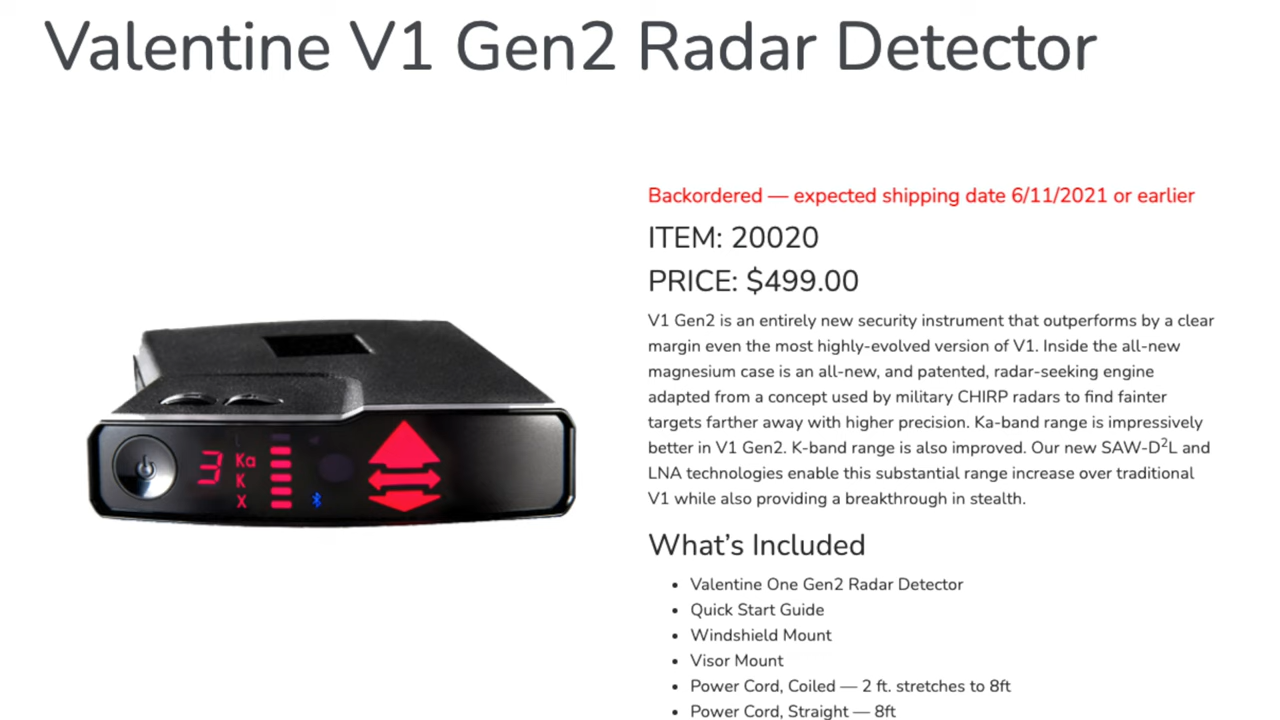 Valentine V1 Gen2 Radar Detector
Backordered — expected shipping date 6/11/2021 or earlier
ITEM: 20020
PRICE: $499.00
V1 Gen2 is an entirely new security instrument that outperforms by a clear
margin even the most highly-evolved version of V1. Inside the all-new
magnesium case is an all-new, and patented, radar-seeking engine
adapted from a concept used by military CHIRP radars to find fainter
targets farther away with higher precision. Ka-band range is impressively
better in V1 Gen2. K-band range is also improved. Our new SAW-D²L and
LNA technologies enable this substantial range increase over traditional
V1 while also providing a breakthrough in stealth.
3
Ka
K
X
What’s Included
• Valentine One Gen2 Radar Detector
• Quick Start Guide
• Windshield Mount
• Visor Mount
• Power Cord, Coiled — 2 ft. stretches to 8ft
• Power Cord, Straight — 8ft